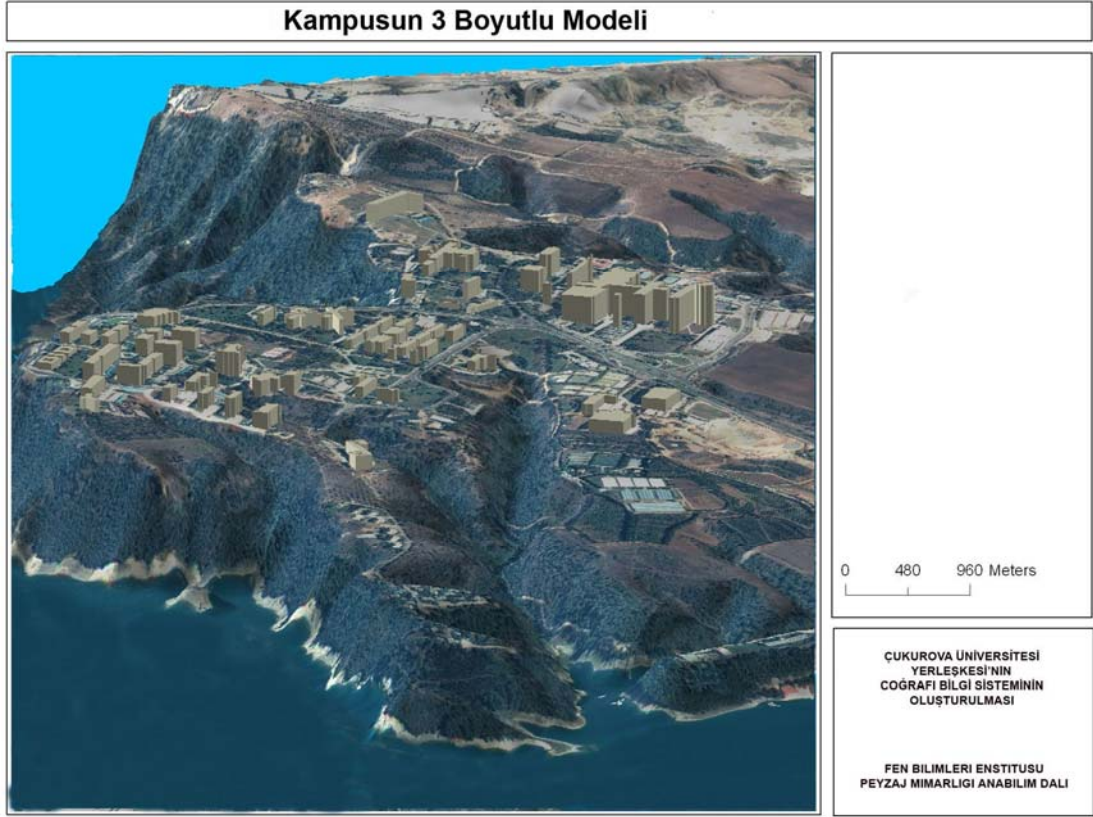 Kampusun 3 Boyutlu Modeli
0 480 960 Meters
ÇUKUROVA ÜNİVERSİTESİ
YERLEŞKESİ'NIN
COĞRAFI BİLGİ SİSTEMİNİN
OLUŞTURULMASI
FEN BILIMLERI ENSTITUSU
PEYZAJ MIMARLIGI ANABILIM DALI